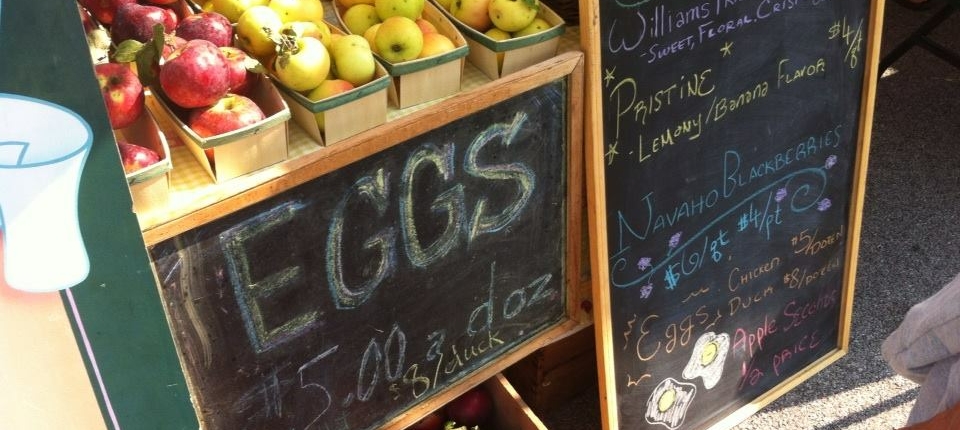 EGGS
$5.00 doz
$8/duck
Williams
-Sweet, Floral. Crisp
$4/qt
Pristine
-Lemony/Banana Flavor
Navaho Blackberries
$6/qt $4/pt
Chicken $5/dozen
Eggs Duck $8/dozen
Apple Seconds
1/2 PRICE